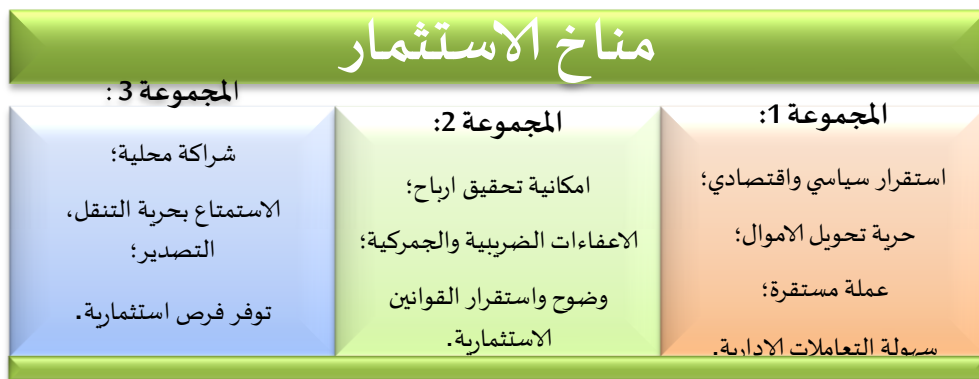 مناخ الاستثمار
المجموعة 1:
استقرار سياسي واقتصادي؛
حرية تحويل الاموال؛
عملة مستقرة؛
سهولة التعاملات الادارية.
المجموعة 2:
امكانية تحقيق ارباح؛
الاعفاءات الضريبية والجمركية؛
وضوح واستقرار القوانين
الاستثمارية.
المجموعة 3 :
شراكة محلية؛
الاستمتاع بحرية التنقل،
التصدير؛
توفر فرص استثمارية.